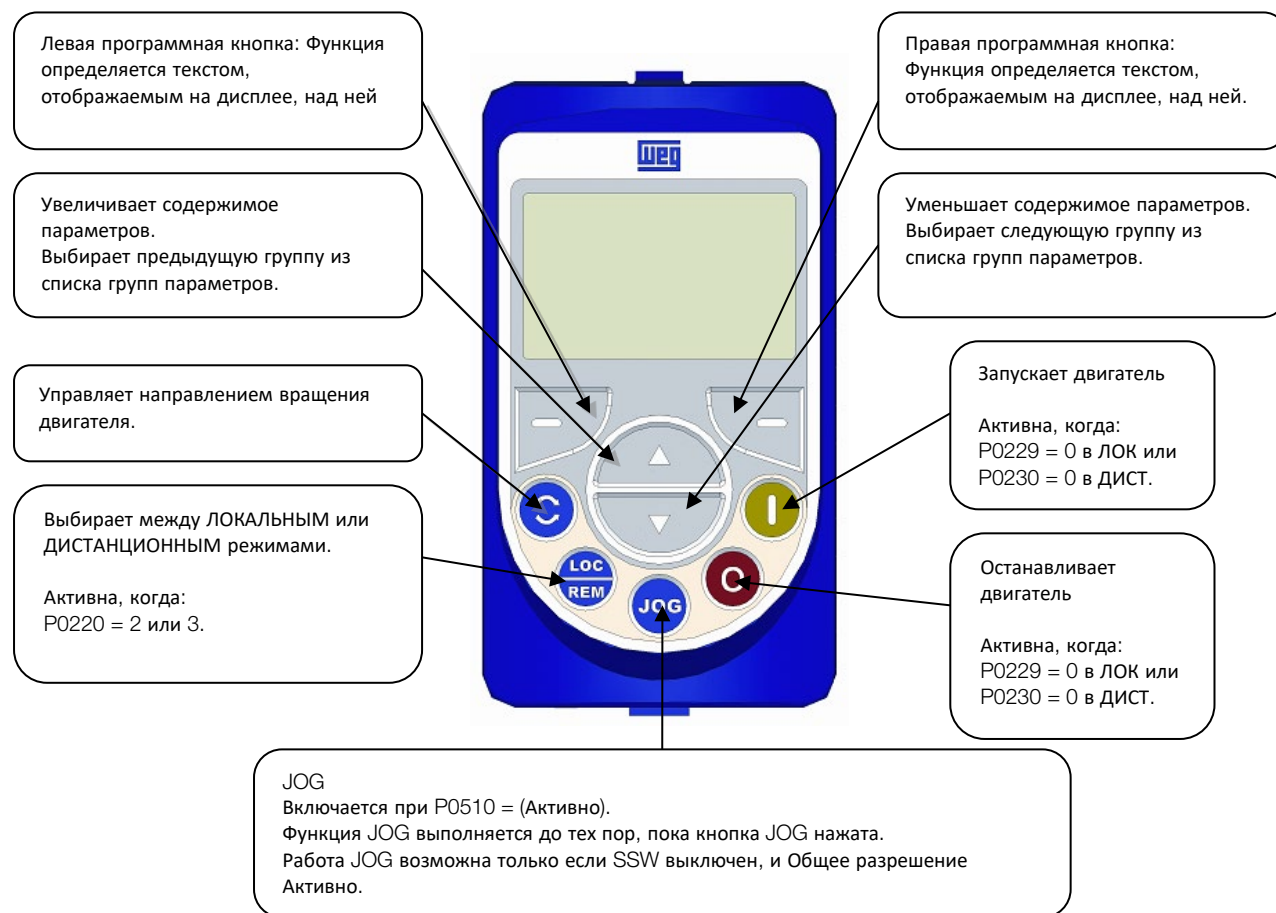 Левая программная кнопка: Функция
определяется текстом,
отображаемым на дисплее, над ней
Правая программная кнопка:
Функция определяется текстом,
отображаемым на дисплее, над ней.
weg
Увеличивает содержимое
параметров.
Выбирает предыдущую группу из
списка групп параметров.
Уменьшает содержимое параметров.
Выбирает следующую группу из
списка групп параметров.
Управляет направлением вращения
двигателя.
Запускает двигатель
Активна, когда:
P0229 = 0 в ЛОК или
P0230 = 0 в ДИСТ.
Выбирает между ЛОКАЛЬНЫМ или
ДИСТАНЦИОННЫМ режимами.
Активна, когда:
P0220 = 2 или 3.
LOC
REM
JOG
Останавливает
двигатель
Активна, когда:
P0229 = 0 в ЛОК или
P0230 = 0 в ДИСТ.
JOG
Включается при P0510 = (Активно).
Функция JOG выполняется до тех пор, пока кнопка JOG нажата.
Работа JOG возможна только если SSW выключен, и Общее разрешение
Активно.